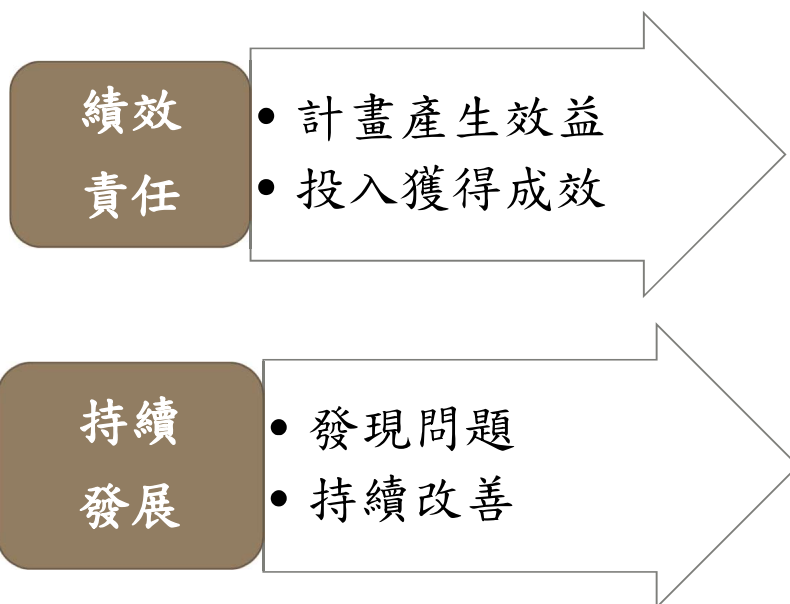 績效
責任
• 計畫產生效益
• 投入獲得成效
持續
發展
• 發現問題
• 持續改善